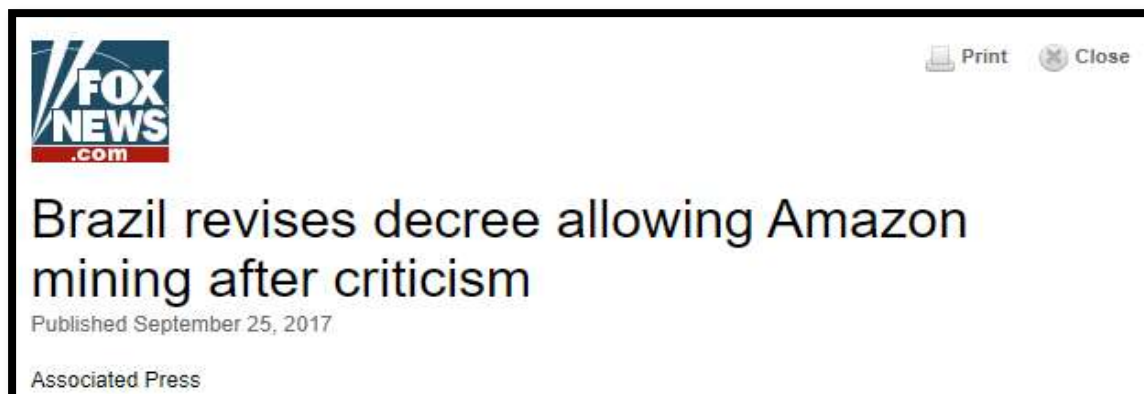 FOX
NEWS
.com
Print Close
Brazil revises decree allowing Amazon
mining after criticism
Published September 25, 2017
Associated Press